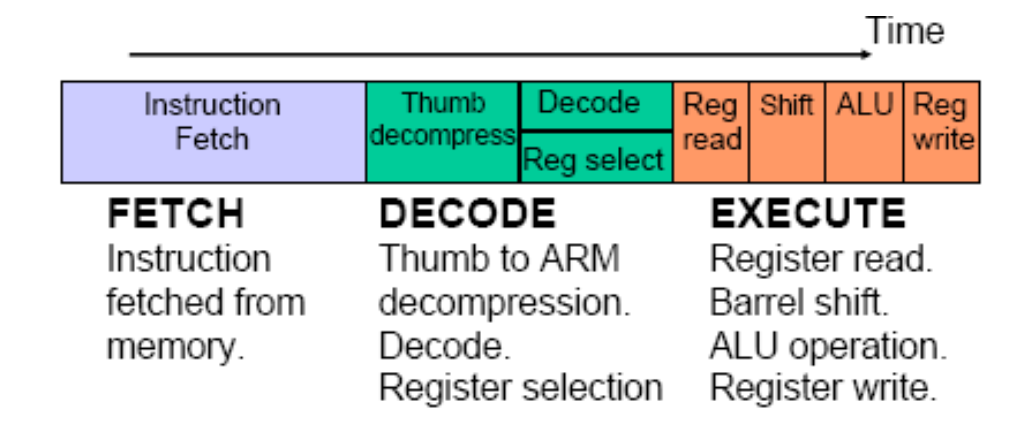 Time
Instruction
Fetch
Thumb
decompress
Decode
Reg select
Reg
read
Shift
ALU
Reg
write
FETCH
Instruction
fetched from
memory.
DECODE
Thumb to ARM
decompression.
Decode.
Register selection
EXECUTE
Register read.
Barrel shift.
ALU operation.
Register write.